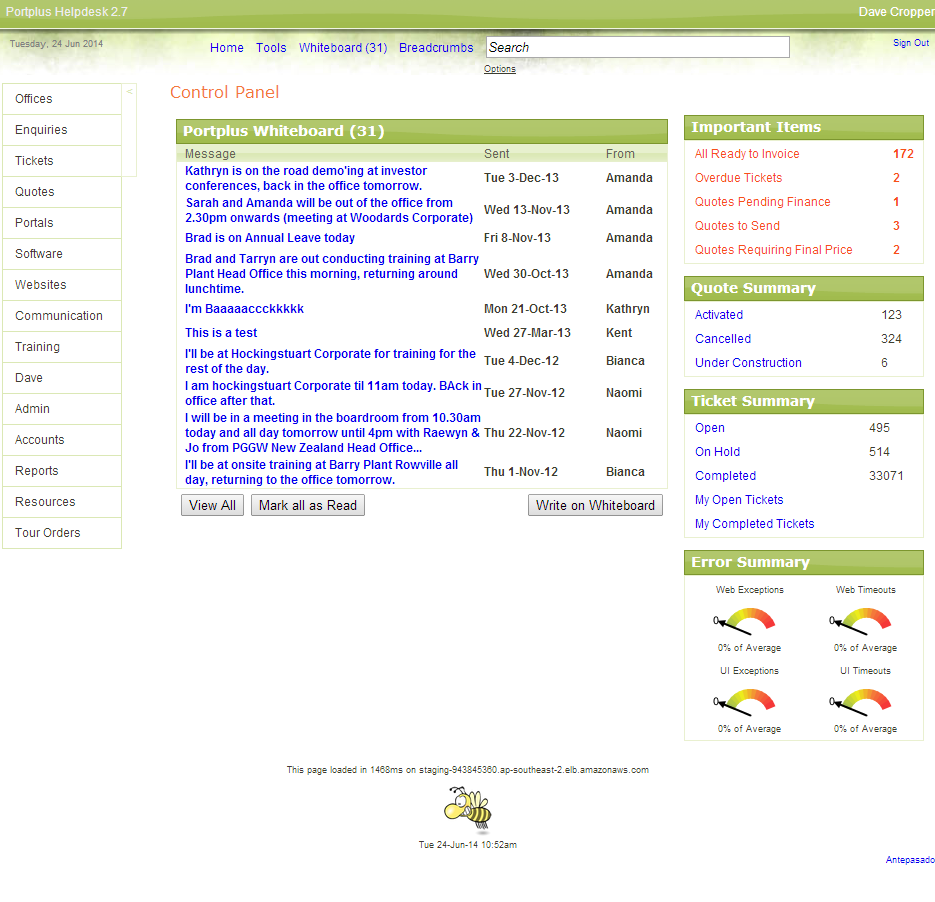 Portplus Helpdesk 2.7
Dave Cropper
Tuesday, 24 Jun 2014
Home Tools Whiteboard (31) Breadcrumbs Search
Sign Out
Options
Control Panel
<
Offices
Enquiries
Tickets
Quotes
Portals
Software
Websites
Communication
Training
Dave
Admin
Accounts
Reports
Resources
Tour Orders
Portplus Whiteboard (31)
Message Sent From
Kathryn is on the road demo'ing at investor
conferences, back in the office tomorrow.
Tue 3-Dec-13 Amanda
Sarah and Amanda will be out of the office from
2.30pm onwards (meeting at Woodards Corporate)
Wed 13-Nov-13 Amanda
Brad is on Annual Leave today Fri 8-Nov-13 Amanda
Brad and Tarryn are out conducting training at Barry
Plant Head Office this morning, returning around
lunchtime.
Wed 30-Oct-13 Amanda
I'm Baaaaaccckkkkk Mon 21-Oct-13 Kathryn
This is a test Wed 27-Mar-13 Kent
I'll be at Hockingstuart Corporate for training for the
rest of the day.
Tue 4-Dec-12 Bianca
I am hockingstuart Corporate til 11am today. BAck in
office after that.
Tue 27-Nov-12 Naomi
I will be in a meeting in the boardroom from 10.30am
today and all day tomorrow until 4pm with Raewyn &
Jo from PGGW New Zealand Head Office...
Thu 22-Nov-12 Naomi
I'll be at onsite training at Barry Plant Rowville all
day, returning to the office tomorrow.
Thu 1-Nov-12 Bianca
View All Mark all as Read Write on Whiteboard
Important Items
All Ready to Invoice 172
Overdue Tickets 2
Quotes Pending Finance 1
Quotes to Send 3
Quotes Requiring Final Price 2
Quote Summary
Activated 123
Cancelled 324
Under Construction 6
Ticket Summary
Open 495
On Hold 514
Completed 33071
My Open Tickets
My Completed Tickets
Error Summary
Web Exceptions Web Timeouts
0 0
0% of Average 0% of Average
UI Exceptions UI Timeouts
0 0
0% of Average 0% of Average
This page loaded in 1468ms on staging-943845360.ap-southeast-2.elb.amazonaws.com
Tue 24-Jun-14 10:52am
Antepasado